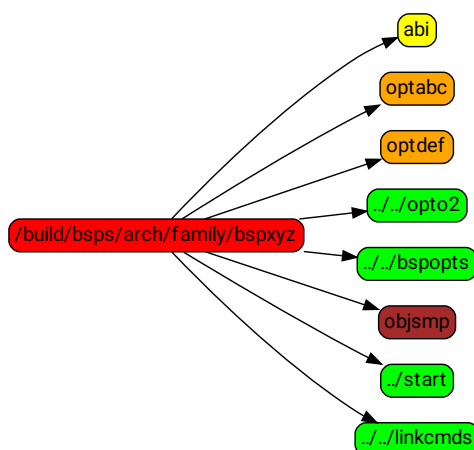 abi
optabc
optdef
../../opto2
/build/bsps/arch/family/bspxyz
../../bspopts
objsmp
../start
../../linkcmds